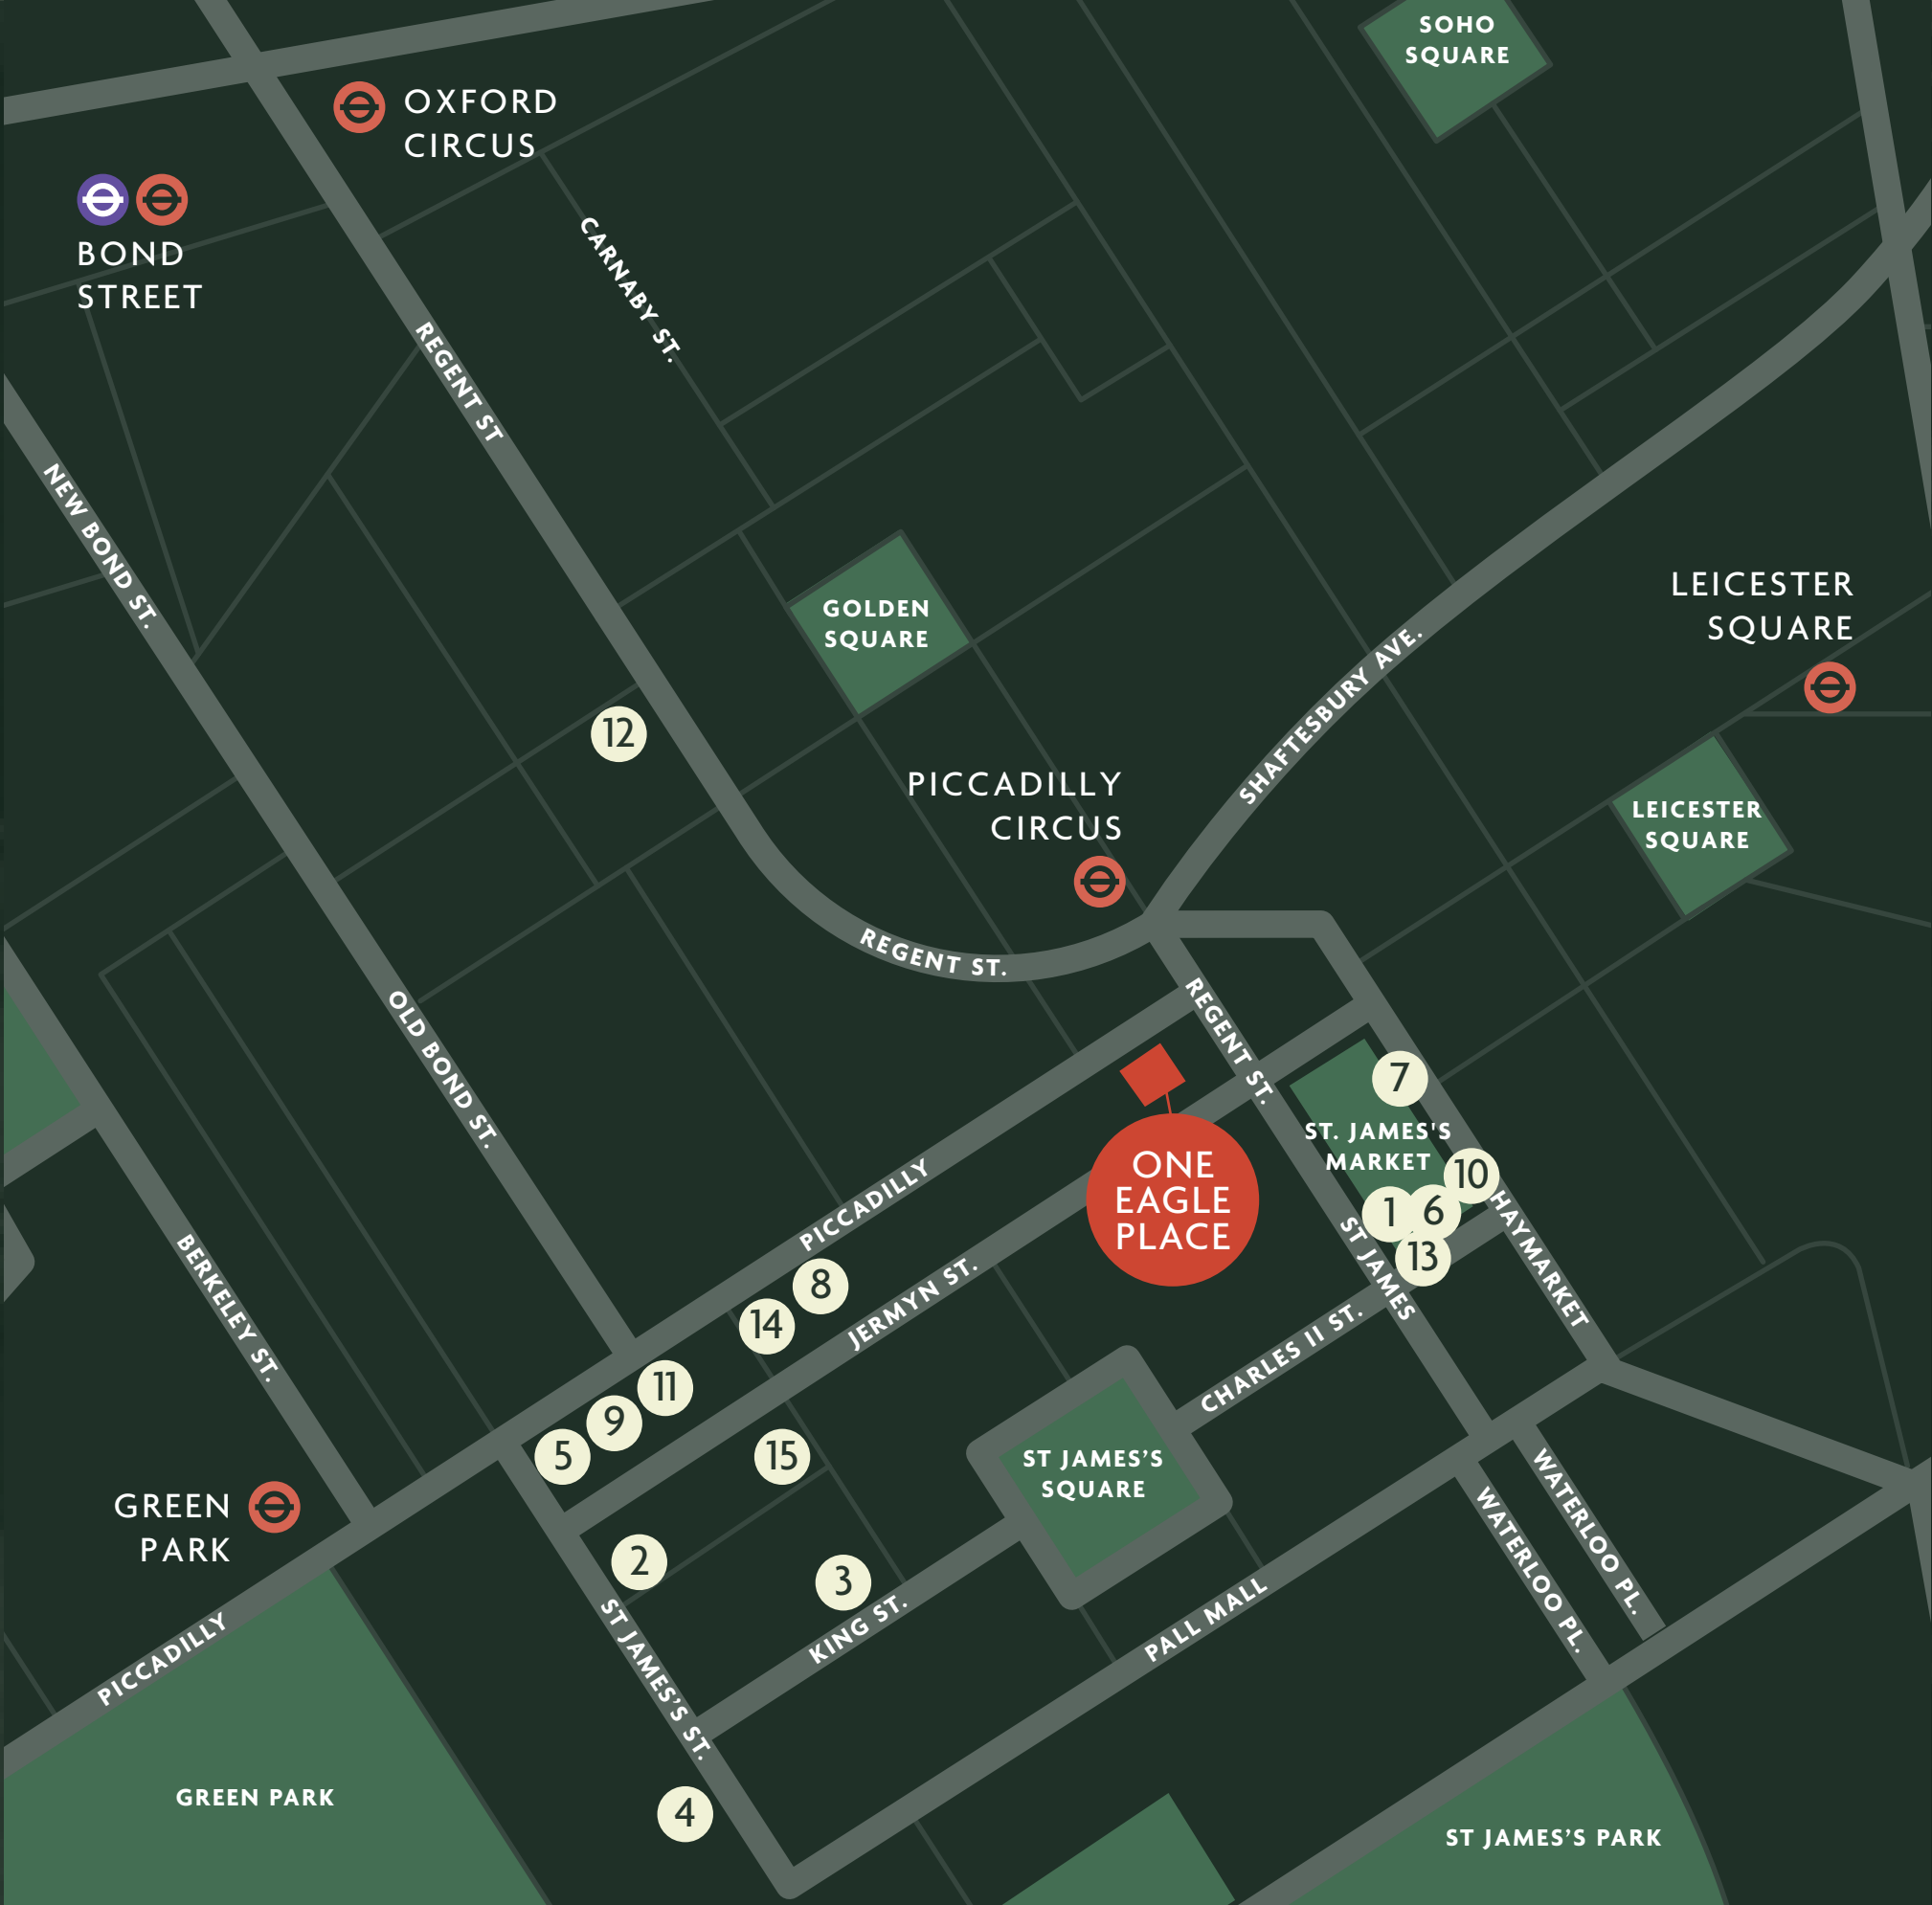 SOHO
SQUARE
OXFORD
CIRCUS
BOND
STREET
CARNABY ST.
REGENT ST
NEW BOND ST.
GOLDEN
SQUARE
LEICESTER
SQUARE
SHAFTESBURY AVE.
12
PICCADILLY
CIRCUS
LEICESTER
SQUARE
REGENT ST.
OLD BOND ST.
REGENT ST.
7
ST. JAMES'S
MARKET
10
1
6
13
ONE
EAGLE
PLACE
PICCADILLY
HAYMARKET
ST JAMES
BERKELEY ST.
8
14
JERMYN ST.
CHARLES II ST.
11
9
5
15
ST JAMES'S
SQUARE
GREEN
PARK
WATERLOO PL.
WATERLOO PL.
2
3
KING ST.
PALL MALL
ST JAMES'S ST.
PICCADILLY
GREEN PARK
4
ST JAMES'S PARK